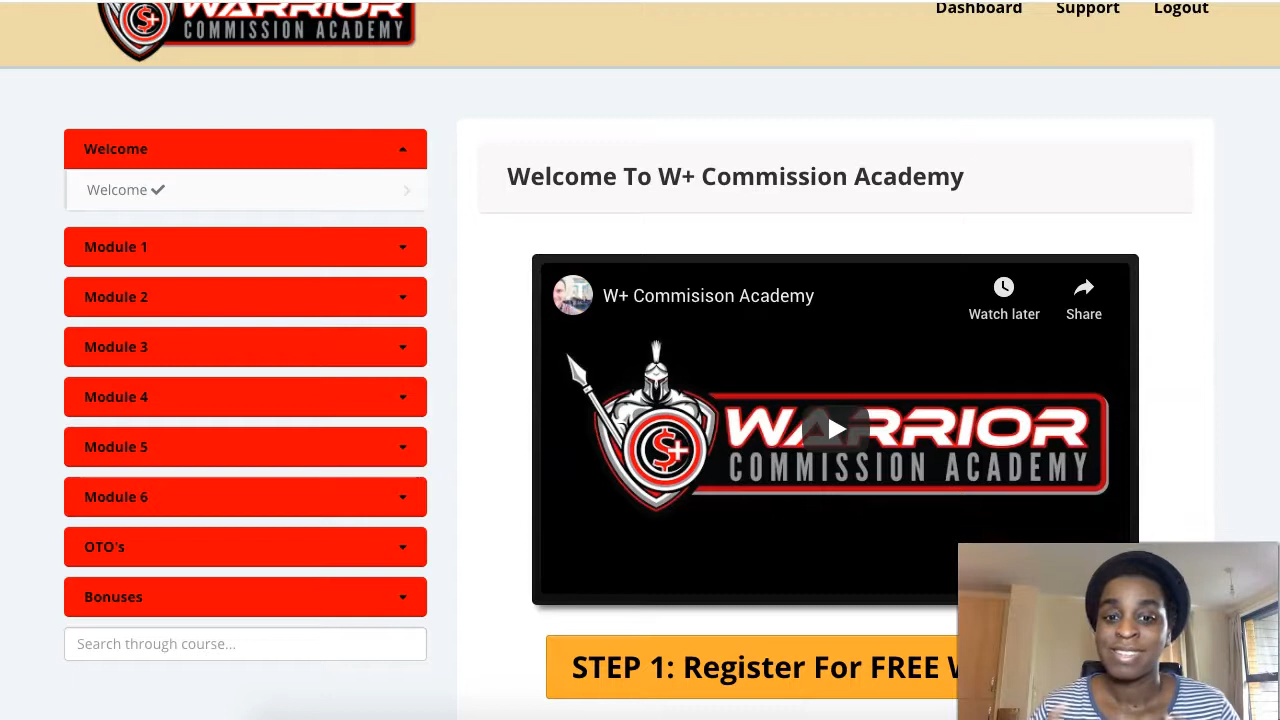 WARRIOR
COMMISSION ACADEMY
Dashboard Support Logout
Welcome
Welcome
Module 1
Module 2
Module 3
Module 4
Module 5
Module 6
OTO's
Bonuses
Search through course...
Welcome To W+ Commission Academy
W+ Commisison Academy
Watch later
Share
WARRIOR
COMMISSION ACADEMY
STEP 1: Register For FREE